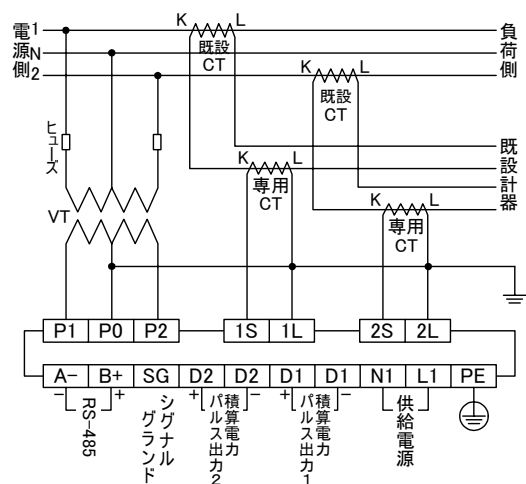 電源側
1
N
2
K
L
既設
CT
K
L
既設
CT
負荷側
ヒューズ
VT
K
L
専用
CT
K
L
専用
CT
既設計器
P1
P0
P2
1S
1L
2S
2L
A-
B+
SG
D2
D2
D1
D1
N1
L1
PE
−
+
RS-485
シグナル
グランド
+
−
積算電力
パルス出力2
+
−
積算電力
パルス出力1
供給電源